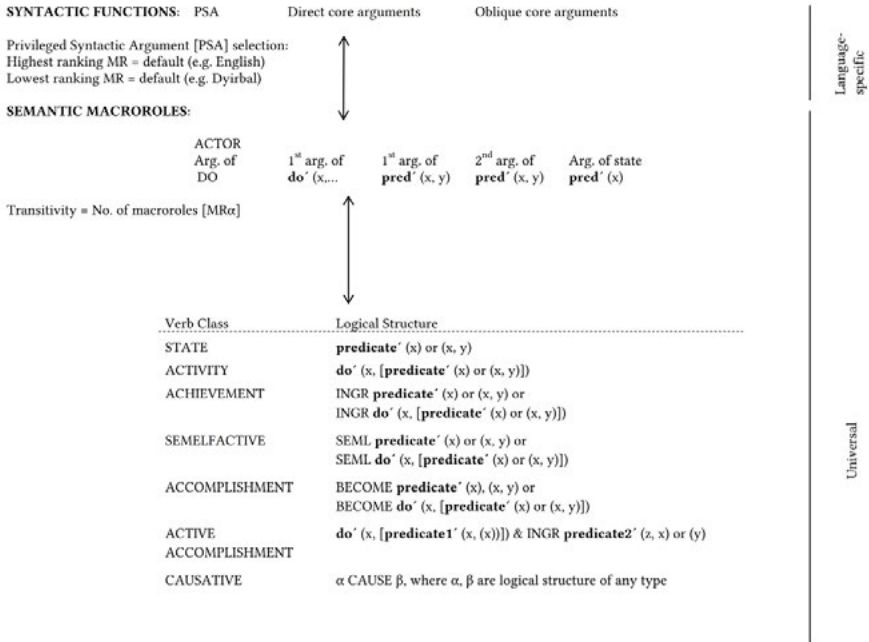 SYNTACTIC FUNCTIONS: PSA Direct core arguments Oblique core arguments
Privileged Syntactic Argument [PSA] selection:
Highest ranking MR = default (e.g. English)
Lowest ranking MR = default (e.g. Dyirbal)
Language-
specific
SEMANTIC MACROROLES:
ACTOR
Arg. of 1st arg. of 1st arg. of 2nd arg. of Arg. of state
DO do´ (x,... pred´ (x, y) pred´ (x, y) pred´ (x)
Transitivity = No. of macroroles [MRα]
Verb Class Logical Structure
STATE predicate´ (x) or (x, y)
ACTIVITY do´ (x, [predicate´ (x) or (x, y)])
ACHIEVEMENT INGR predicate´ (x) or (x, y) or
INGR do´ (x, [predicate´ (x) or (x, y)])
SEMELFACTIVE SEML predicate´ (x) or (x, y) or
SEML do´ (x, [predicate´ (x) or (x, y)])
ACCOMPLISHMENT BECOME predicate´ (x), (x, y) or
BECOME do´ (x, [predicate´ (x) or (x, y)])
ACTIVE do´ (x, [predicate1´ (x, (x))]) & INGR predicate2´ (z, x) or (y)
ACCOMPLISHMENT
CAUSATIVE α CAUSE β, where α, β are logical structure of any type
Universal